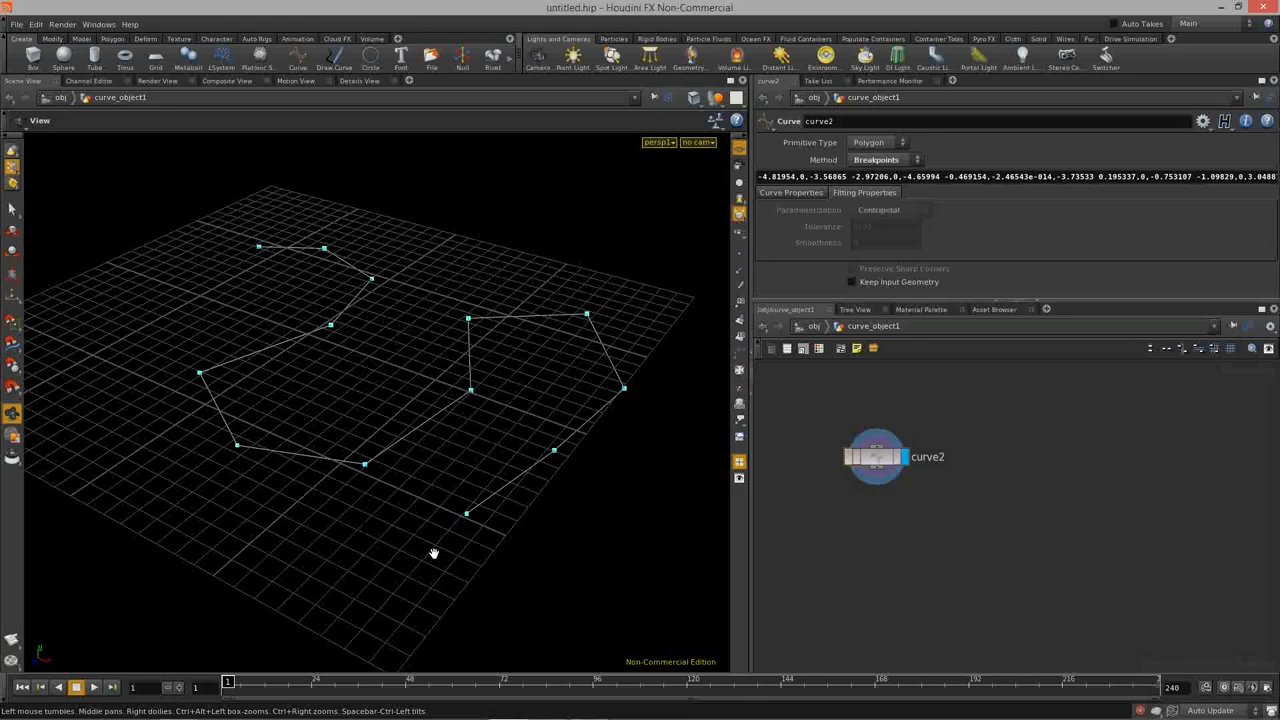 untitled.hip - Houdini FX Non-Commercial
File Edit Render Windows Help
Auto Takes Main
Create Modify Model Polygon Deform Texture Character Auto Rigs Animation Cloud FX Volume
Lights and Cameras Particles Rigid Bodies Particle Fluids Ocean FX Fluid Containers Populate Containers Container Tools Pyro FX Cloth Solid Wires Fur Drive Simulation
Box Sphere Tube Torus Grid Metaball LSystem Platonic S... Curve Draw Curve Circle Font File Null Rivet
Camera Point Light Spot Light Area Light Geometry... Volume Li... Distant Li... Environm... Sky Light GI Light Caustic Li... Portal Light Ambient L... Stereo Ca... Switcher
Scene View Channel Editor Render View Composite View Motion View Details View
curve2 Take List Performance Monitor
obj curve_object1
obj curve_object1
View
Curve curve2
persp1 no cam
Primitive Type Polygon
Method Breakpoints
-4.81954,0,-3.56865 -2.97206,0,-4.65994 -0.469154,-2.46543e-014,-3.73533 0.195337,0,-0.753107 -1.09829,0,3.0488
Curve Properties Fitting Properties
Parameterization Centripetal
Tolerance
Smoothness
Preserve Sharp Corners
Keep Input Geometry
/obj/curve_object1 Tree View Material Palette Asset Browser
obj curve_object1
curve2
Non-Commercial Edition
1 1 1 24 48 72 96 120 144 168 192 216 2 240
Left mouse tumbles. Middle pans. Right dollies. Ctrl+Alt+Left box-zooms. Ctrl+Right zooms. Spacebar-Ctrl-Left tilts.
Auto Update